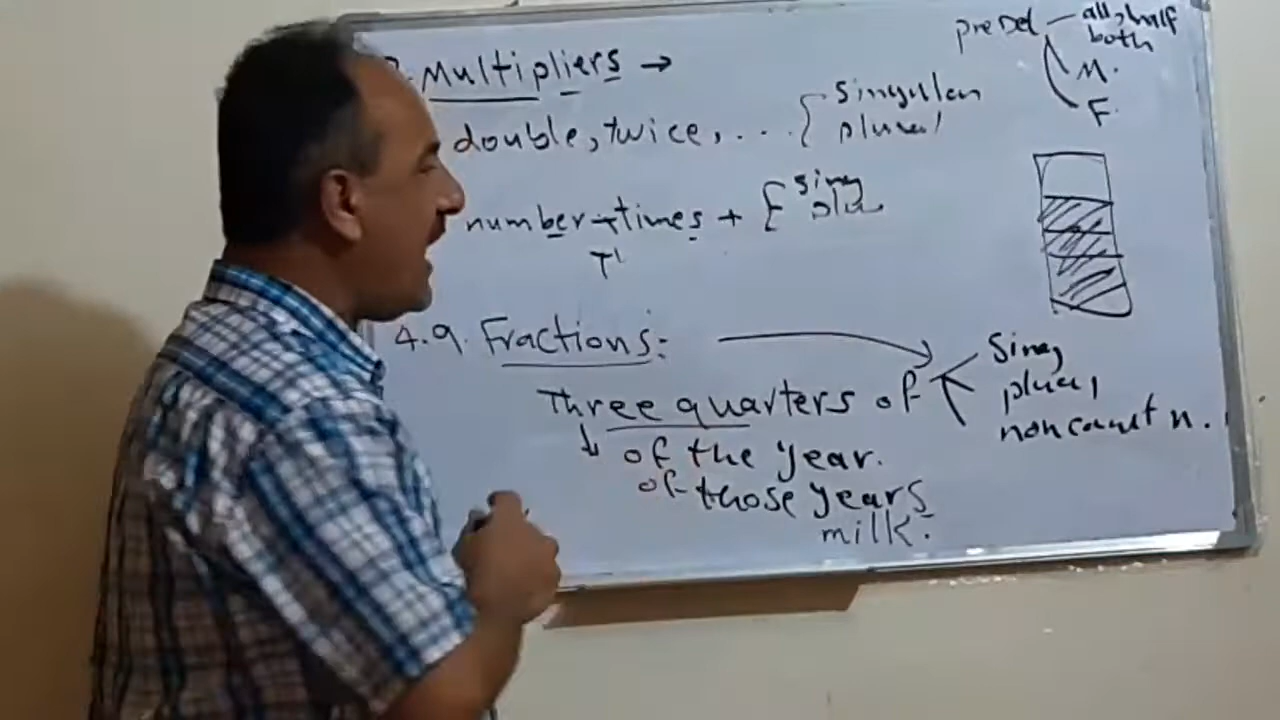 preDet — all, half
both
M.
F.
Multipliers →
double, twice, ... { singular
plural
number + times + { sing
plu
4.9. Fractions:
Three quarters of
sing
plural
noncount n.
of the year.
of those years
milk.